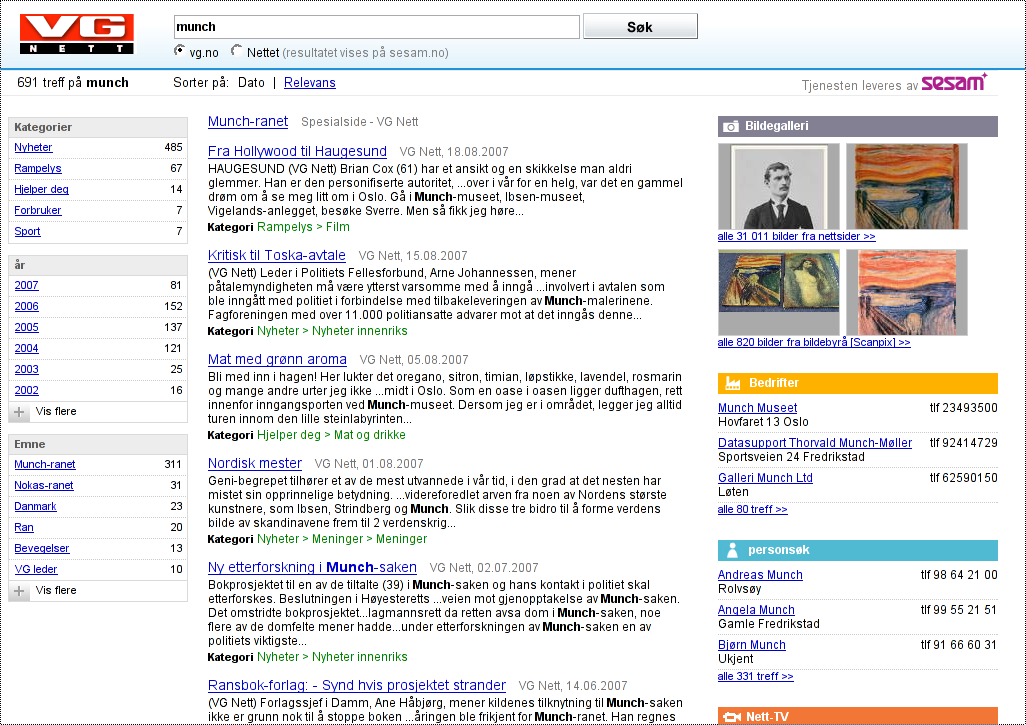 VG
NETT
munch
Søk
vg.no Nettet (resultatet vises på sesam.no)
691 treff på munch
Sorter på: Dato | Relevans
Tjenesten leveres av sesam
Kategorier
Nyheter 485
Rampelys 67
Hjelper deg 14
Forbruker 7
Sport 7
år
2007 81
2006 152
2005 137
2004 121
2003 25
2002 16
Vis flere
Emne
Munch-ranet 311
Nokas-ranet 31
Danmark 23
Ran 20
Bevegelser 13
VG leder 10
Vis flere
Munch-ranet Spesialside - VG Nett
Fra Hollywood til Haugesund VG Nett, 18.08.2007
HAUGESUND (VG Nett) Brian Cox (61) har et ansikt og en skikkelse man aldri
glemmer. Han er den personifiserte autoritet, ...over i vår for en helg, var det en gammel
drøm om å se meg litt om i Oslo. Gå i Munch-museet, Ibsen-museet,
Vigelands-anlegget, besøke Sverre. Men så fikk jeg høre...
Kategori Rampelys > Film
Kritisk til Toska-avtale VG Nett, 15.08.2007
(VG Nett) Leder i Politiets Fellesforbund, Arne Johannessen, mener
påtalemyndigheten må være ytterst varsomme med å inngå ...involvert i avtalen som
ble inngått med politiet i forbindelse med tilbakeleveringen av Munch-malerinene.
Fagforeningen med over 11.000 politiansatte advarer mot at det inngås denne...
Kategori Nyheter > Nyheter innenriks
Mat med grønn aroma VG Nett, 05.08.2007
Bli med inn i hagen! Her lukter det oregano, sitron, timian, løpstikke, lavendel, rosmarin
og mange andre urter jeg ikke ...midt i Oslo. Som en oase i oasen ligger dufthagen, rett
innenfor inngangsporten ved Munch-museet. Dersom jeg er i området, legger jeg alltid
turen innom den lille steinlabyrinten...
Kategori Hjelper deg > Mat og drikke
Nordisk mester VG Nett, 01.08.2007
Geni-begrepet tilhører et av de mest utvannede i vår tid, i den grad at det nesten har
mistet sin opprinnelige betydning. ...videreforedlet arven fra noen av Nordens største
kunstnere, som Ibsen, Strindberg og Munch. Slik disse tre bidro til å forme verdens
bilde av skandinavene frem til 2 verdenskrig...
Kategori Nyheter > Meninger > Meninger
Ny etterforskning i Munch-saken VG Nett, 02.07.2007
Bokprosjektet til en av de tiltalte (39) i Munch-saken og hans kontakt i politiet skal
etterforskes. Beslutningen i Høyesteretts ...veien mot gjenopptakelse av Munch-saken.
Det omstridte bokprosjektet...lagmannsrett da retten avsa dom i Munch-saken, noe
flere av de domfelte mener hadde...under etterforskningen av Munch-saken en av
politiets viktigste...
Kategori Nyheter > Nyheter innenriks
Ransbok-forlag: - Synd hvis prosjektet strander VG Nett, 14.06.2007
(VG Nett) Forlagssjef i Damm, Ane Håbjørg, mener kildenes tilknytning til Munch-saken
ikke er grunn nok til å stoppe boken ...åringen ble frikjent for Munch-ranet. Han regnes
Bildegalleri
alle 31 011 bilder fra nettsider >>
alle 820 bilder fra bildebyrå [Scanpix] >>
Bedrifter
Munch Museet tlf 23493500
Hovfaret 13 Oslo
Datasupport Thorvald Munch-Møller tlf 92414729
Sportsveien 24 Fredrikstad
Galleri Munch Ltd tlf 62590150
Løten
alle 80 treff >>
personsøk
Andreas Munch tlf 98 64 21 00
Rolvsøy
Angela Munch tlf 99 55 21 51
Gamle Fredrikstad
Bjørn Munch tlf 91 66 60 31
Ukjent
alle 331 treff >>
Nett-TV